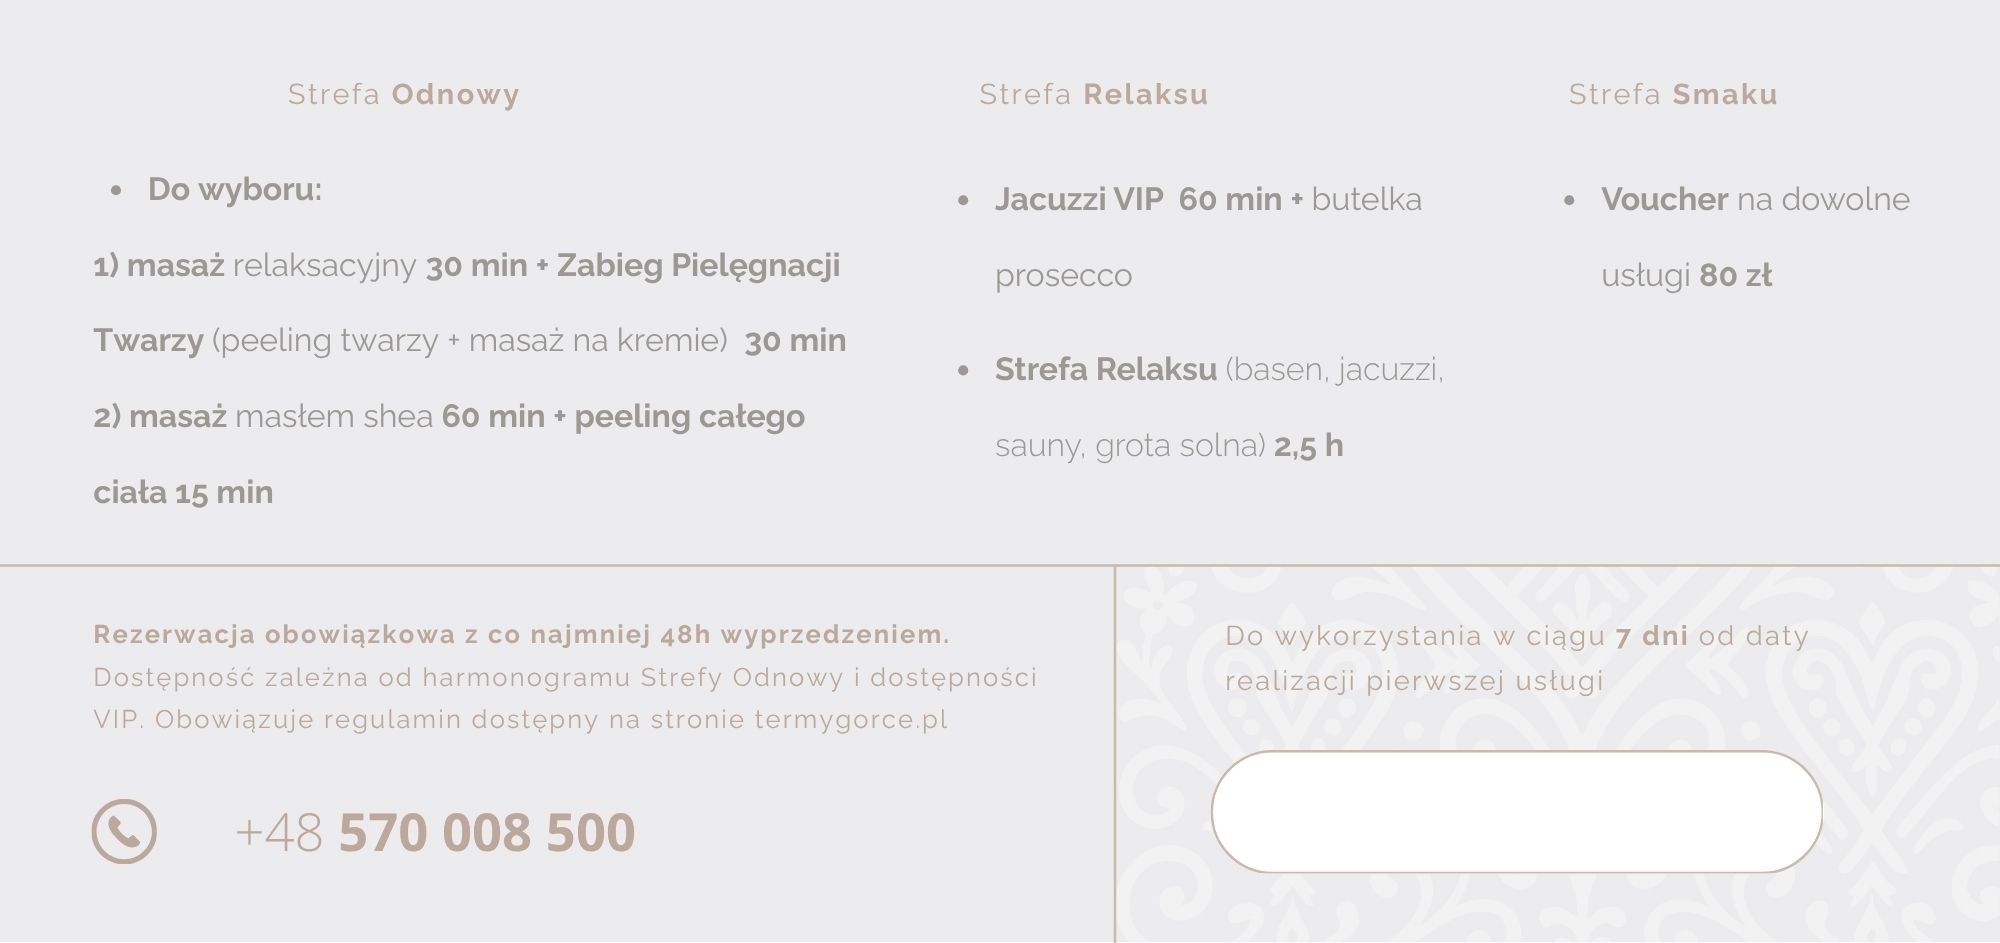 Strefa Odnowy
• Do wyboru:
1) masaż relaksacyjny 30 min + Zabieg Pielęgnacji
Twarzy (peeling twarzy + masaż na kremie) 30 min
2) masaż masłem shea 60 min + peeling całego
ciała 15 min
Strefa Relaksu
• Jacuzzi VIP 60 min + butelka
prosecco
• Strefa Relaksu (basen, jacuzzi,
sauny, grota solna) 2,5 h
Strefa Smaku
• Voucher na dowolne
usługi 80 zł
Rezerwacja obowiązkowa z co najmniej 48h wyprzedzeniem.
Dostępność zależna od harmonogramu Strefy Odnowy i dostępności
VIP. Obowiązuje regulamin dostępny na stronie termygorce.pl
+48 570 008 500
Do wykorzystania w ciągu 7 dni od daty
realizacji pierwszej usługi